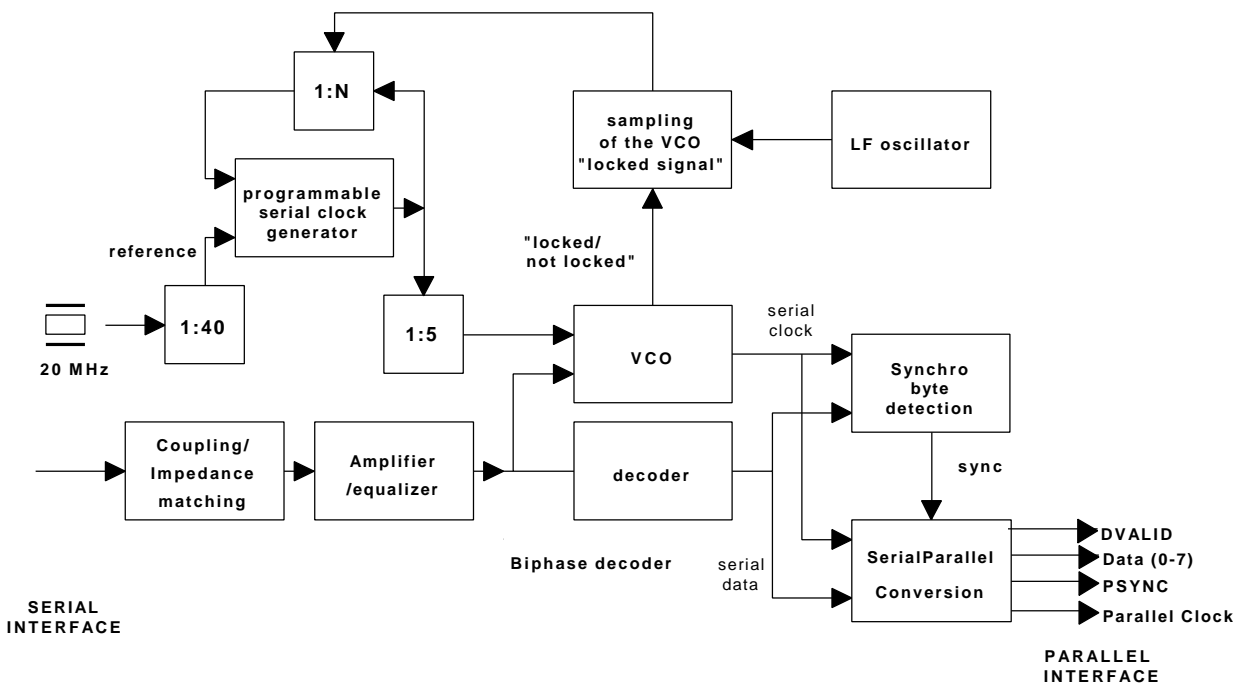 1:N
sampling
of the VCO
"locked signal"
LF oscillator
programmable
serial clock
generator
reference
"locked/
not locked"
1:40
20 MHz
1:5
VCO
serial
clock
Synchro
byte
detection
Coupling/
Impedance
matching
Amplifier
/equalizer
decoder
sync
Biphase decoder
serial
data
SerialParallel
Conversion
DVALID
Data (0-7)
PSYNC
Parallel Clock
SERIAL
INTERFACE
PARALLEL
INTERFACE